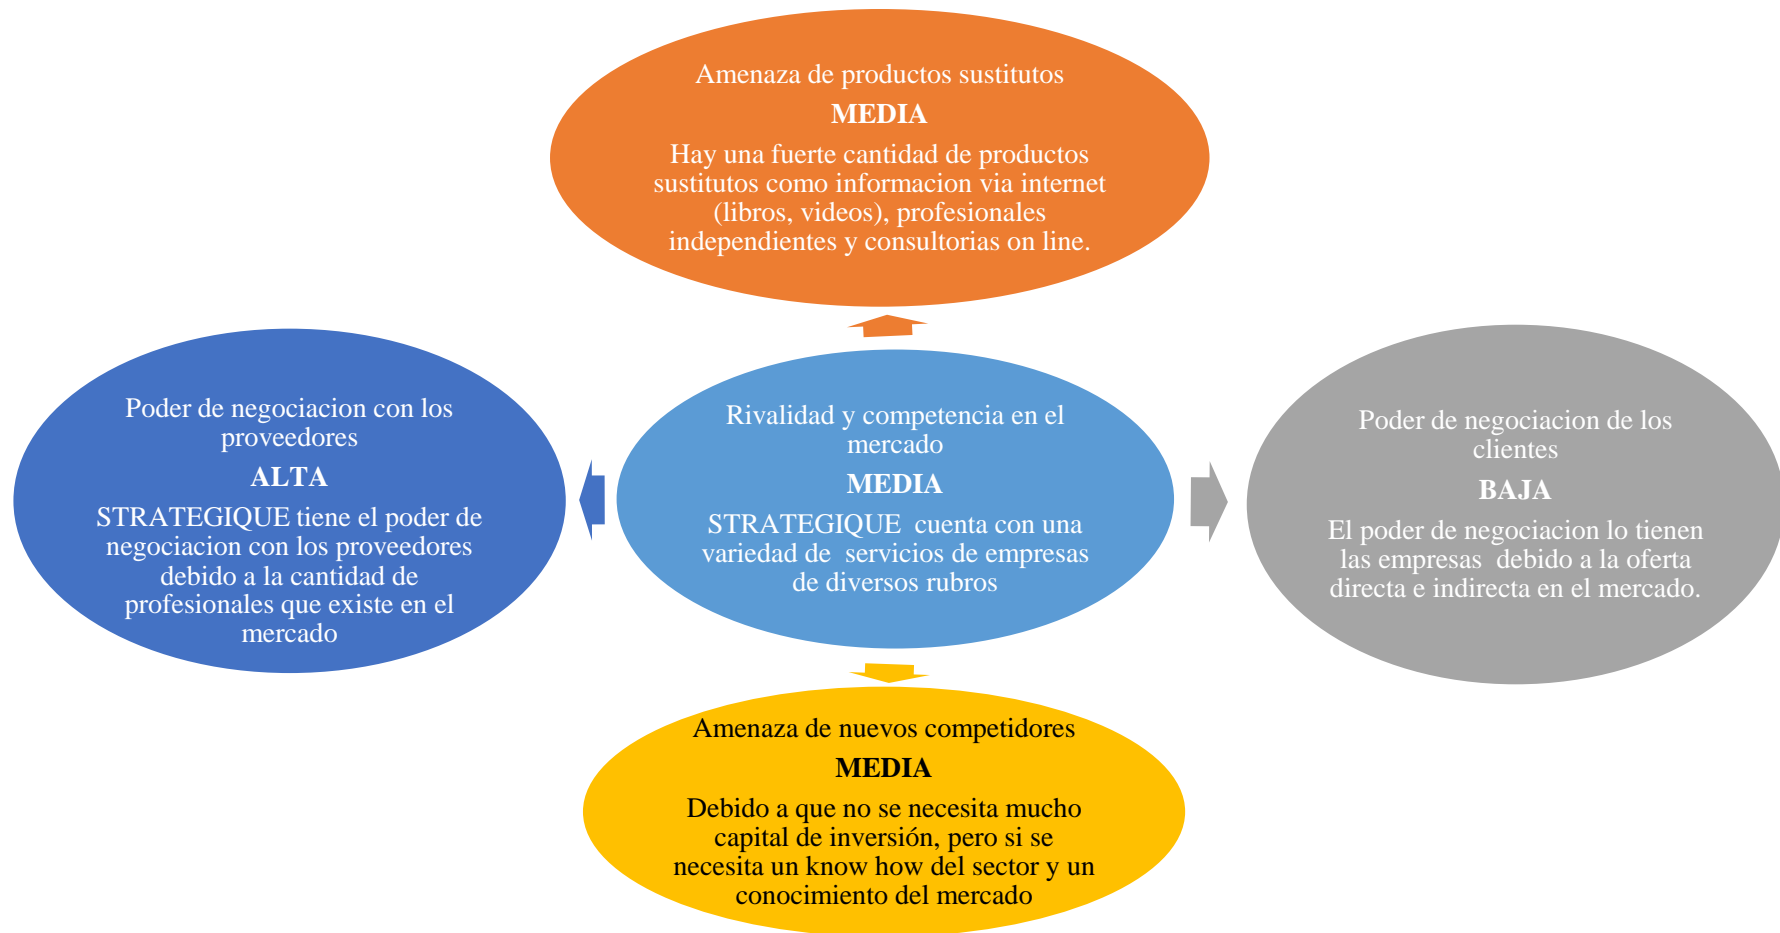 Amenaza de productos sustitutos
MEDIA
Hay una fuerte cantidad de productos
sustitutos como informacion via internet
(libros, videos), profesionales
independientes y consultorias on line.
Poder de negociacion con los
proveedores
ALTA
STRATEGIQUE tiene el poder de
negociacion con los proveedores
debido a la cantidad de
profesionales que existe en el
mercado
Rivalidad y competencia en el
mercado
MEDIA
STRATEGIQUE cuenta con una
variedad de servicios de empresas
de diversos rubros
Poder de negociacion de los
clientes
BAJA
El poder de negociacion lo tienen
las empresas debido a la oferta
directa e indirecta en el mercado.
Amenaza de nuevos competidores
MEDIA
Debido a que no se necesita mucho
capital de inversión, pero si se
necesita un know how del sector y un
conocimiento del mercado